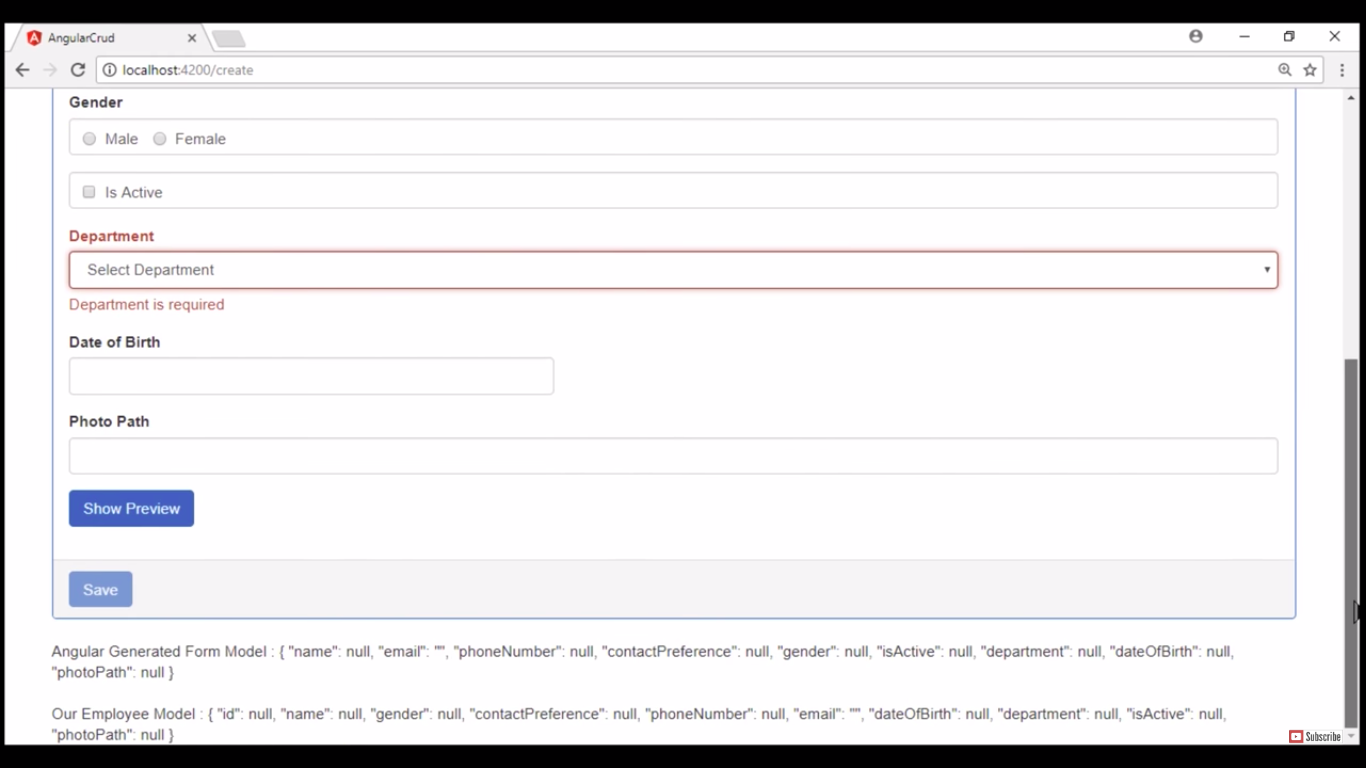 AngularCrud
localhost:4200/create
Gender
Male Female
Is Active
Department
Select Department
Department is required
Date of Birth
Photo Path
Show Preview
Save
Angular Generated Form Model : { "name": null, "email": "", "phoneNumber": null, "contactPreference": null, "gender": null, "isActive": null, "department": null, "dateOfBirth": null,
"photoPath": null }
Our Employee Model : { "id": null, "name": null, "gender": null, "contactPreference": null, "phoneNumber": null, "email": "", "dateOfBirth": null, "department": null, "isActive": null,
"photoPath": null }
Subscribe